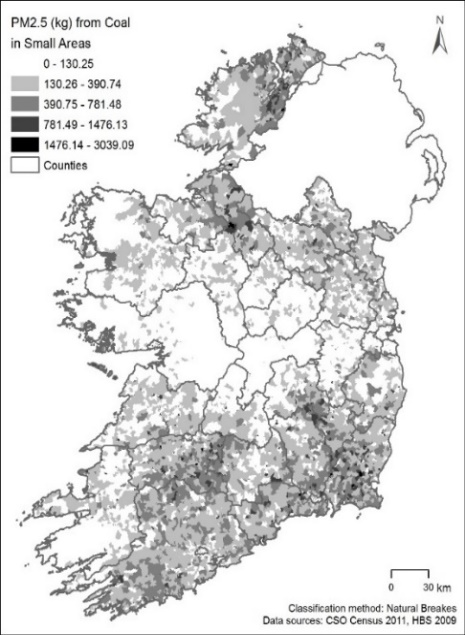 PM2.5 (kg) from Coal
in Small Areas
0 - 130.25
130.26 - 390.74
390.75 - 781.48
781.49 - 1476.13
1476.14 - 3039.09
Counties
N
0 30 km
Classification method: Natural Breakes
Data sources: CSO Census 2011, HBS 2009